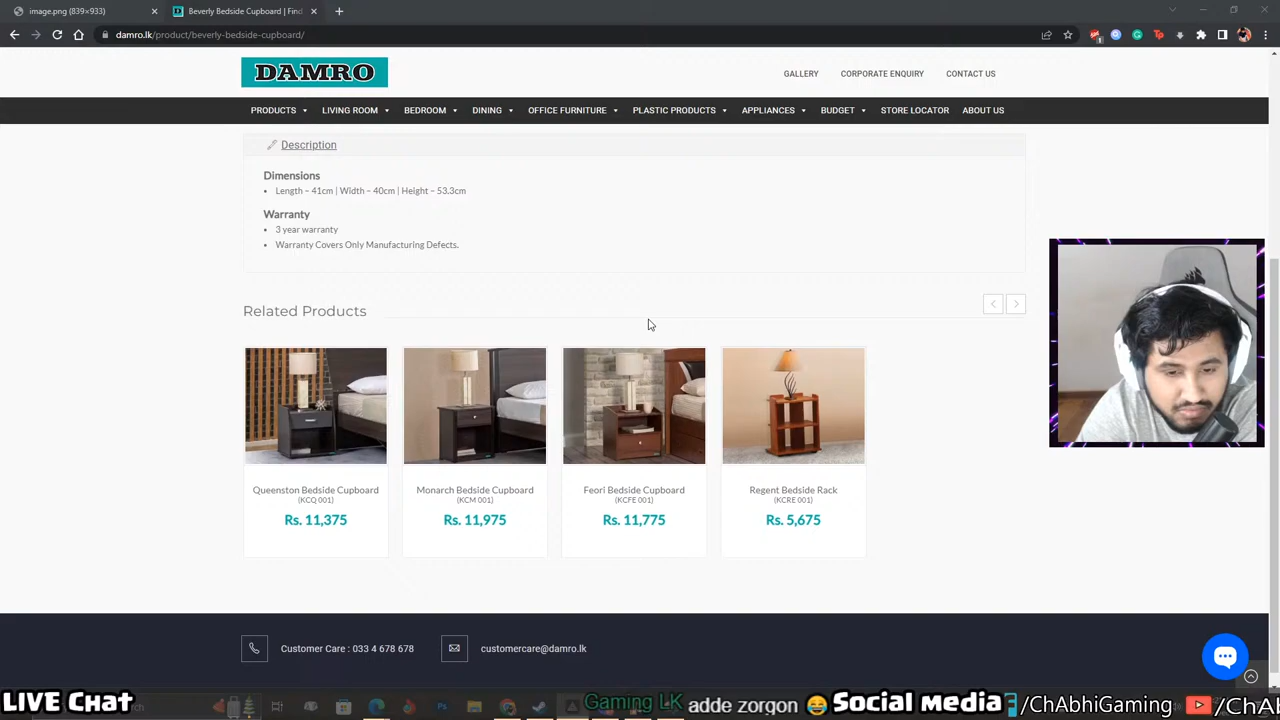 image.png (839×933)
Beverly Bedside Cupboard | Find
damro.lk/product/beverly-bedside-cupboard/
DAMRO
GALLERY
CORPORATE ENQUIRY
CONTACT US
PRODUCTS
LIVING ROOM
BEDROOM
DINING
OFFICE FURNITURE
PLASTIC PRODUCTS
APPLIANCES
BUDGET
STORE LOCATOR
ABOUT US
Description
Dimensions
Length – 41cm | Width – 40cm | Height – 53.3cm
Warranty
3 year warranty
Warranty Covers Only Manufacturing Defects.
Related Products
Queenston Bedside Cupboard
(KCQ 001)
Rs. 11,375
Monarch Bedside Cupboard
(KCM 001)
Rs. 11,975
Feori Bedside Cupboard
(KCFE 001)
Rs. 11,775
Regent Bedside Rack
(KCRE 001)
Rs. 5,675
Customer Care : 033 4 678 678
customercare@damro.lk
LIVE Chat
Gaming LK adde zorgon 😂
Social Media
/ChAbhiGaming
/ChA